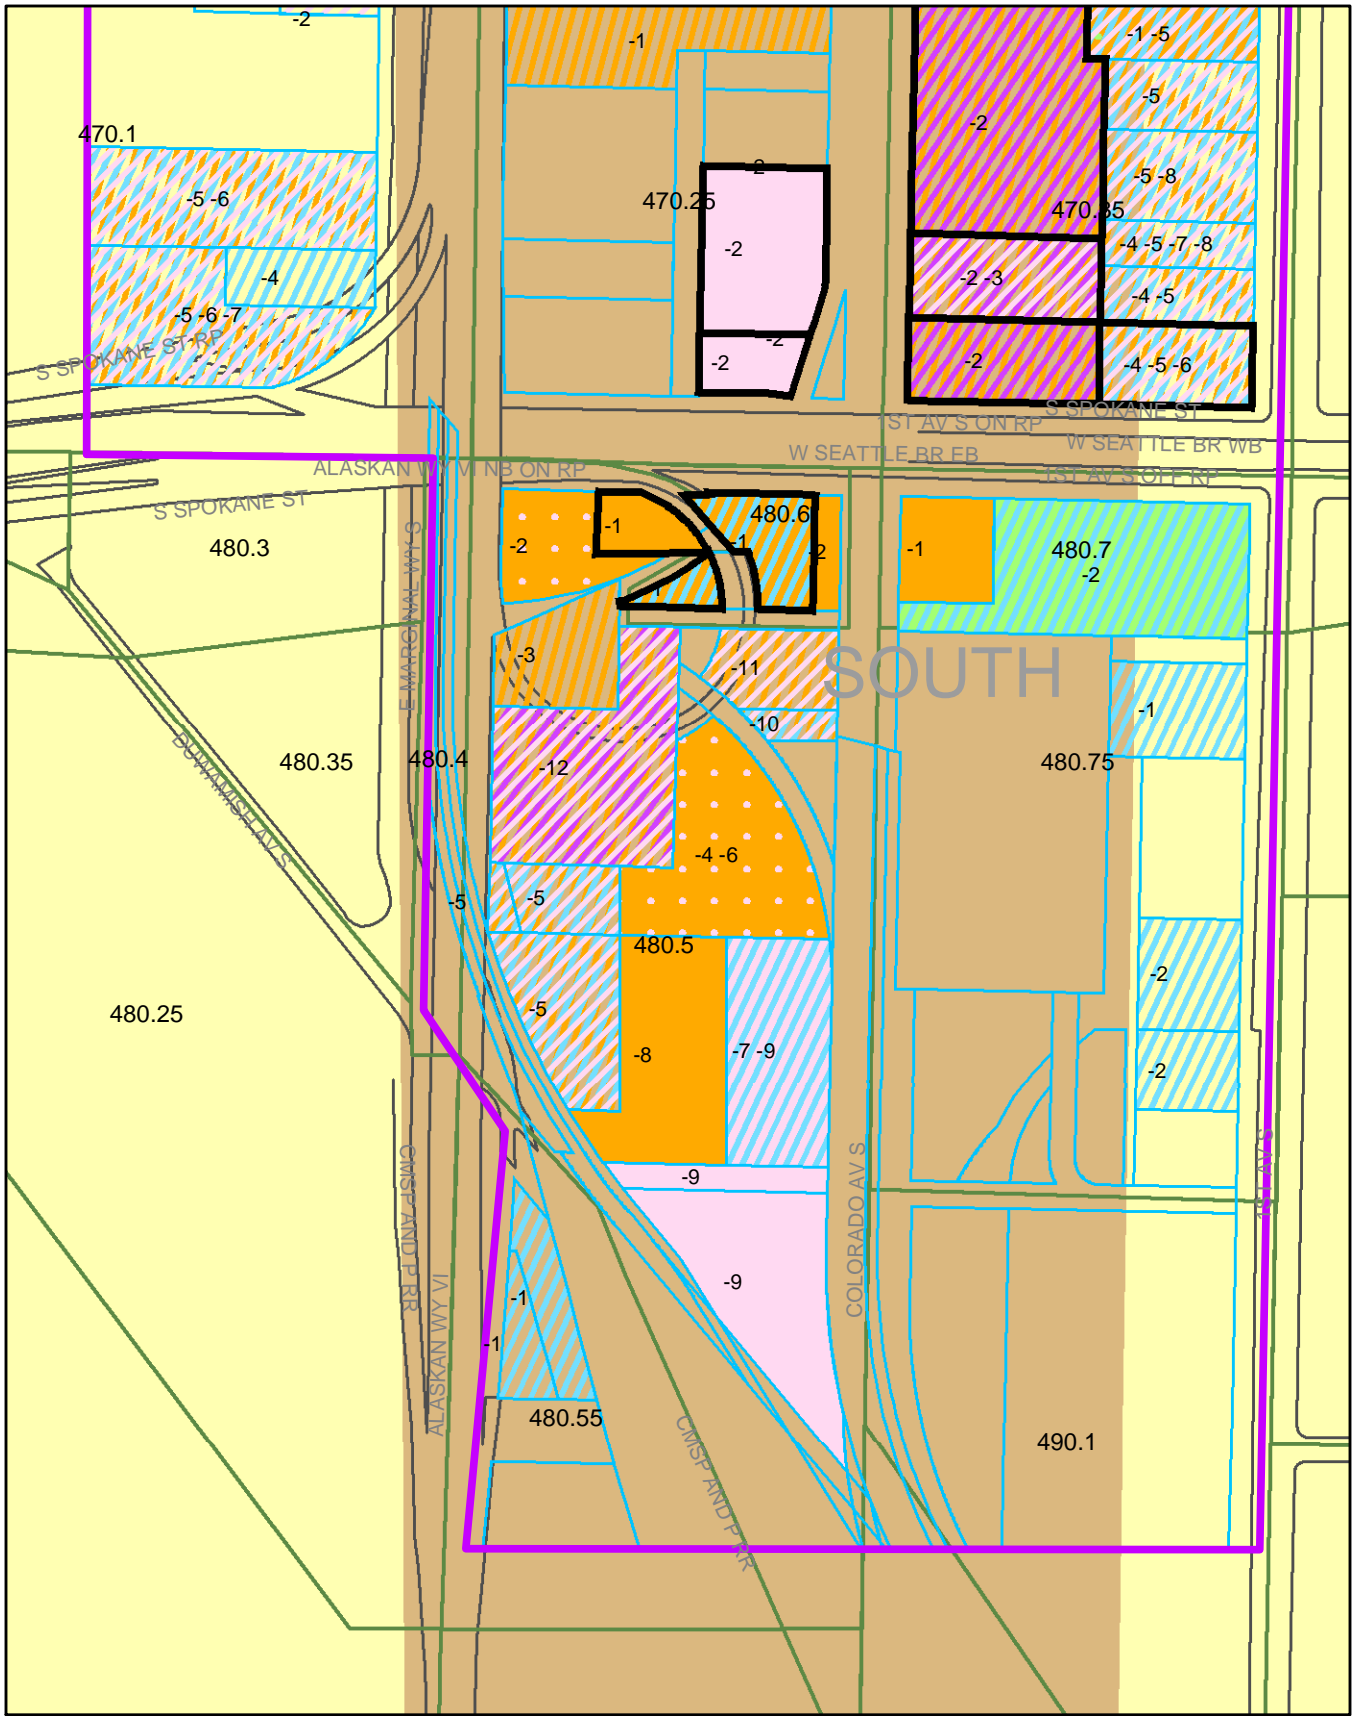 -2
-1
-1 -5
-5
-2
470.1
-2
-5 -8
-5 -6
470.25
470.35
-2
-4 -5 -7 -8
-4
-2 -3
-4 -5
-5 -6 -7
-2
-2
-2
-4 -5 -6
S SPOKANE ST RP
S SPOKANE ST
1ST AV S ON RP
W SEATTLE BR WB
W SEATTLE BR EB
ALASKAN WY VI NB ON RP
1ST AV S OFF RP
S SPOKANE ST
480.6
-1
-2
-1
-2
-1
480.3
480.7
-2
E MARGINAL WY S
-3
-11
SOUTH
-1
-10
DUWAMISH AV S
480.35
480.4
-12
480.75
-4 -6
-5
-5
480.5
-2
480.25
-5
-8
-7 -9
-2
-9
CMSP AND P RR
COLORADO AV S
1ST AV S
-9
-1
-1
ALASKAN WY VI
480.55
CMSP AND P RR
490.1